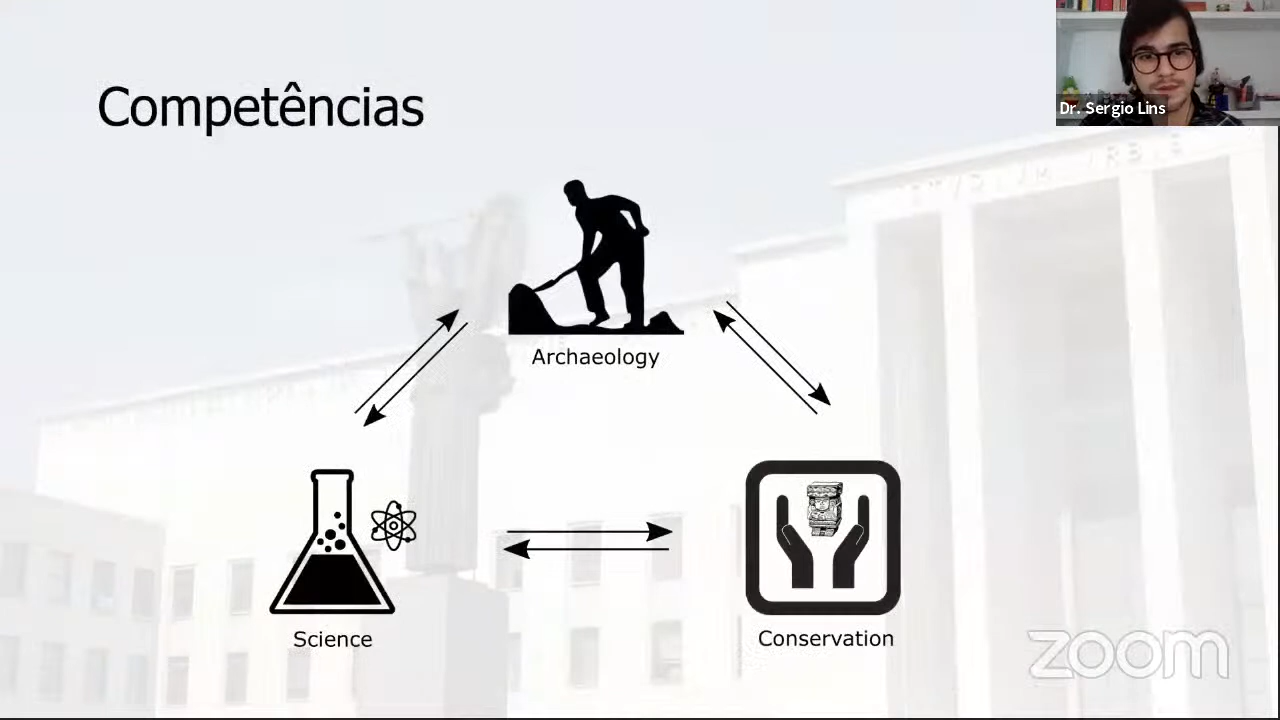 Competências
Dr. Sergio Lins
Archaeology
Science
Conservation
zoom